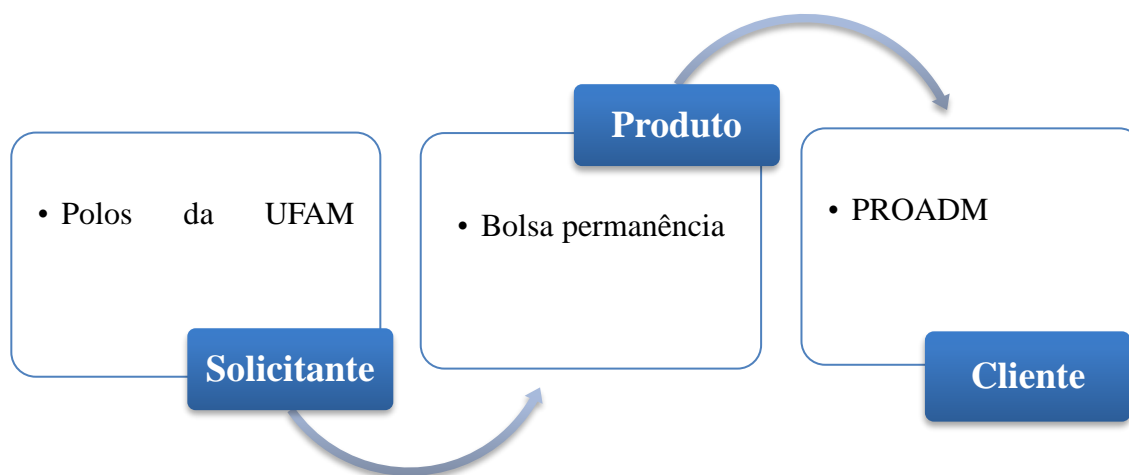 • Polos da UFAM
Solicitante
Produto
• Bolsa permanência
• PROADM
Cliente